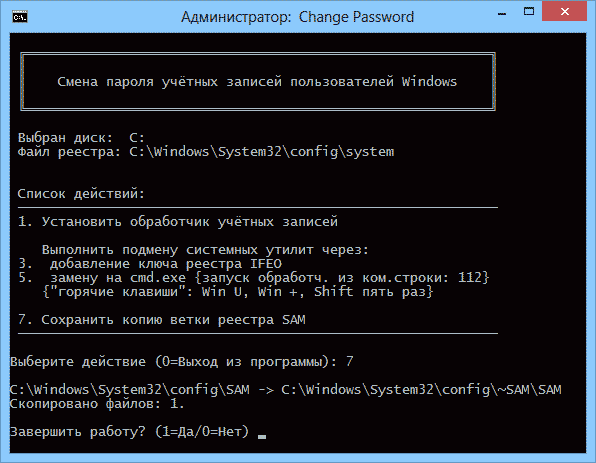 Администратор: Change Password
Смена пароля учётных записей пользователей Windows
Выбран диск: C:
Файл реестра: C:\Windows\System32\config\system
Список действий:
1. Установить обработчик учётных записей
Выполнить подмену системных утилит через:
3. добавление ключа реестра IFEO
5. замену на cmd.exe {запуск обработч. из ком.строки: 112}
{"горячие клавиши": Win U, Win +, Shift пять раз}
7. Сохранить копию ветки реестра SAM
Выберите действие (0=Выход из программы): 7
C:\Windows\System32\config\SAM -> C:\Windows\System32\config\~SAM\SAM
Скопировано файлов: 1.
Завершить работу? (1=Да/0=Нет)